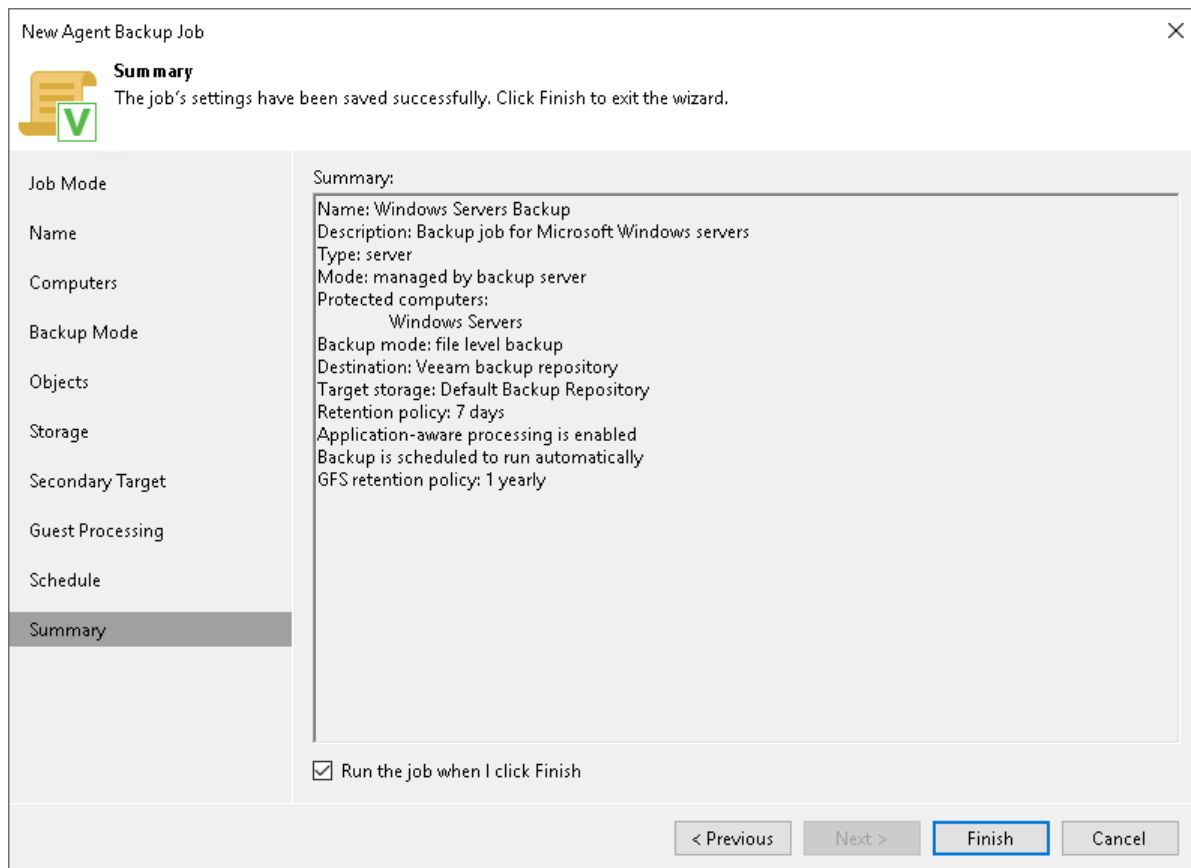 New Agent Backup Job
Summary
The job's settings have been saved successfully. Click Finish to exit the wizard.
V
Job Mode
Name
Computers
Backup Mode
Objects
Storage
Secondary Target
Guest Processing
Schedule
Summary
Summary:
Name: Windows Servers Backup
Description: Backup job for Microsoft Windows servers
Type: server
Mode: managed by backup server
Protected computers:
Windows Servers
Backup mode: file level backup
Destination: Veeam backup repository
Target storage: Default Backup Repository
Retention policy: 7 days
Application-aware processing is enabled
Backup is scheduled to run automatically
GFS retention policy: 1 yearly
Run the job when I click Finish
< Previous
Next >
Finish
Cancel